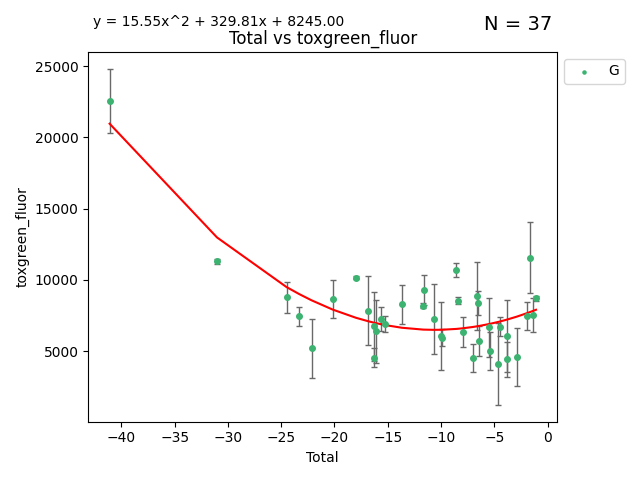 y = 15.55x^2 + 329.81x + 8245.00
N = 37
Total vs toxgreen_fluor
G
25000
20000
15000
10000
5000
toxgreen_fluor
−40 −35 −30 −25 −20 −15 −10 −5 0
Total